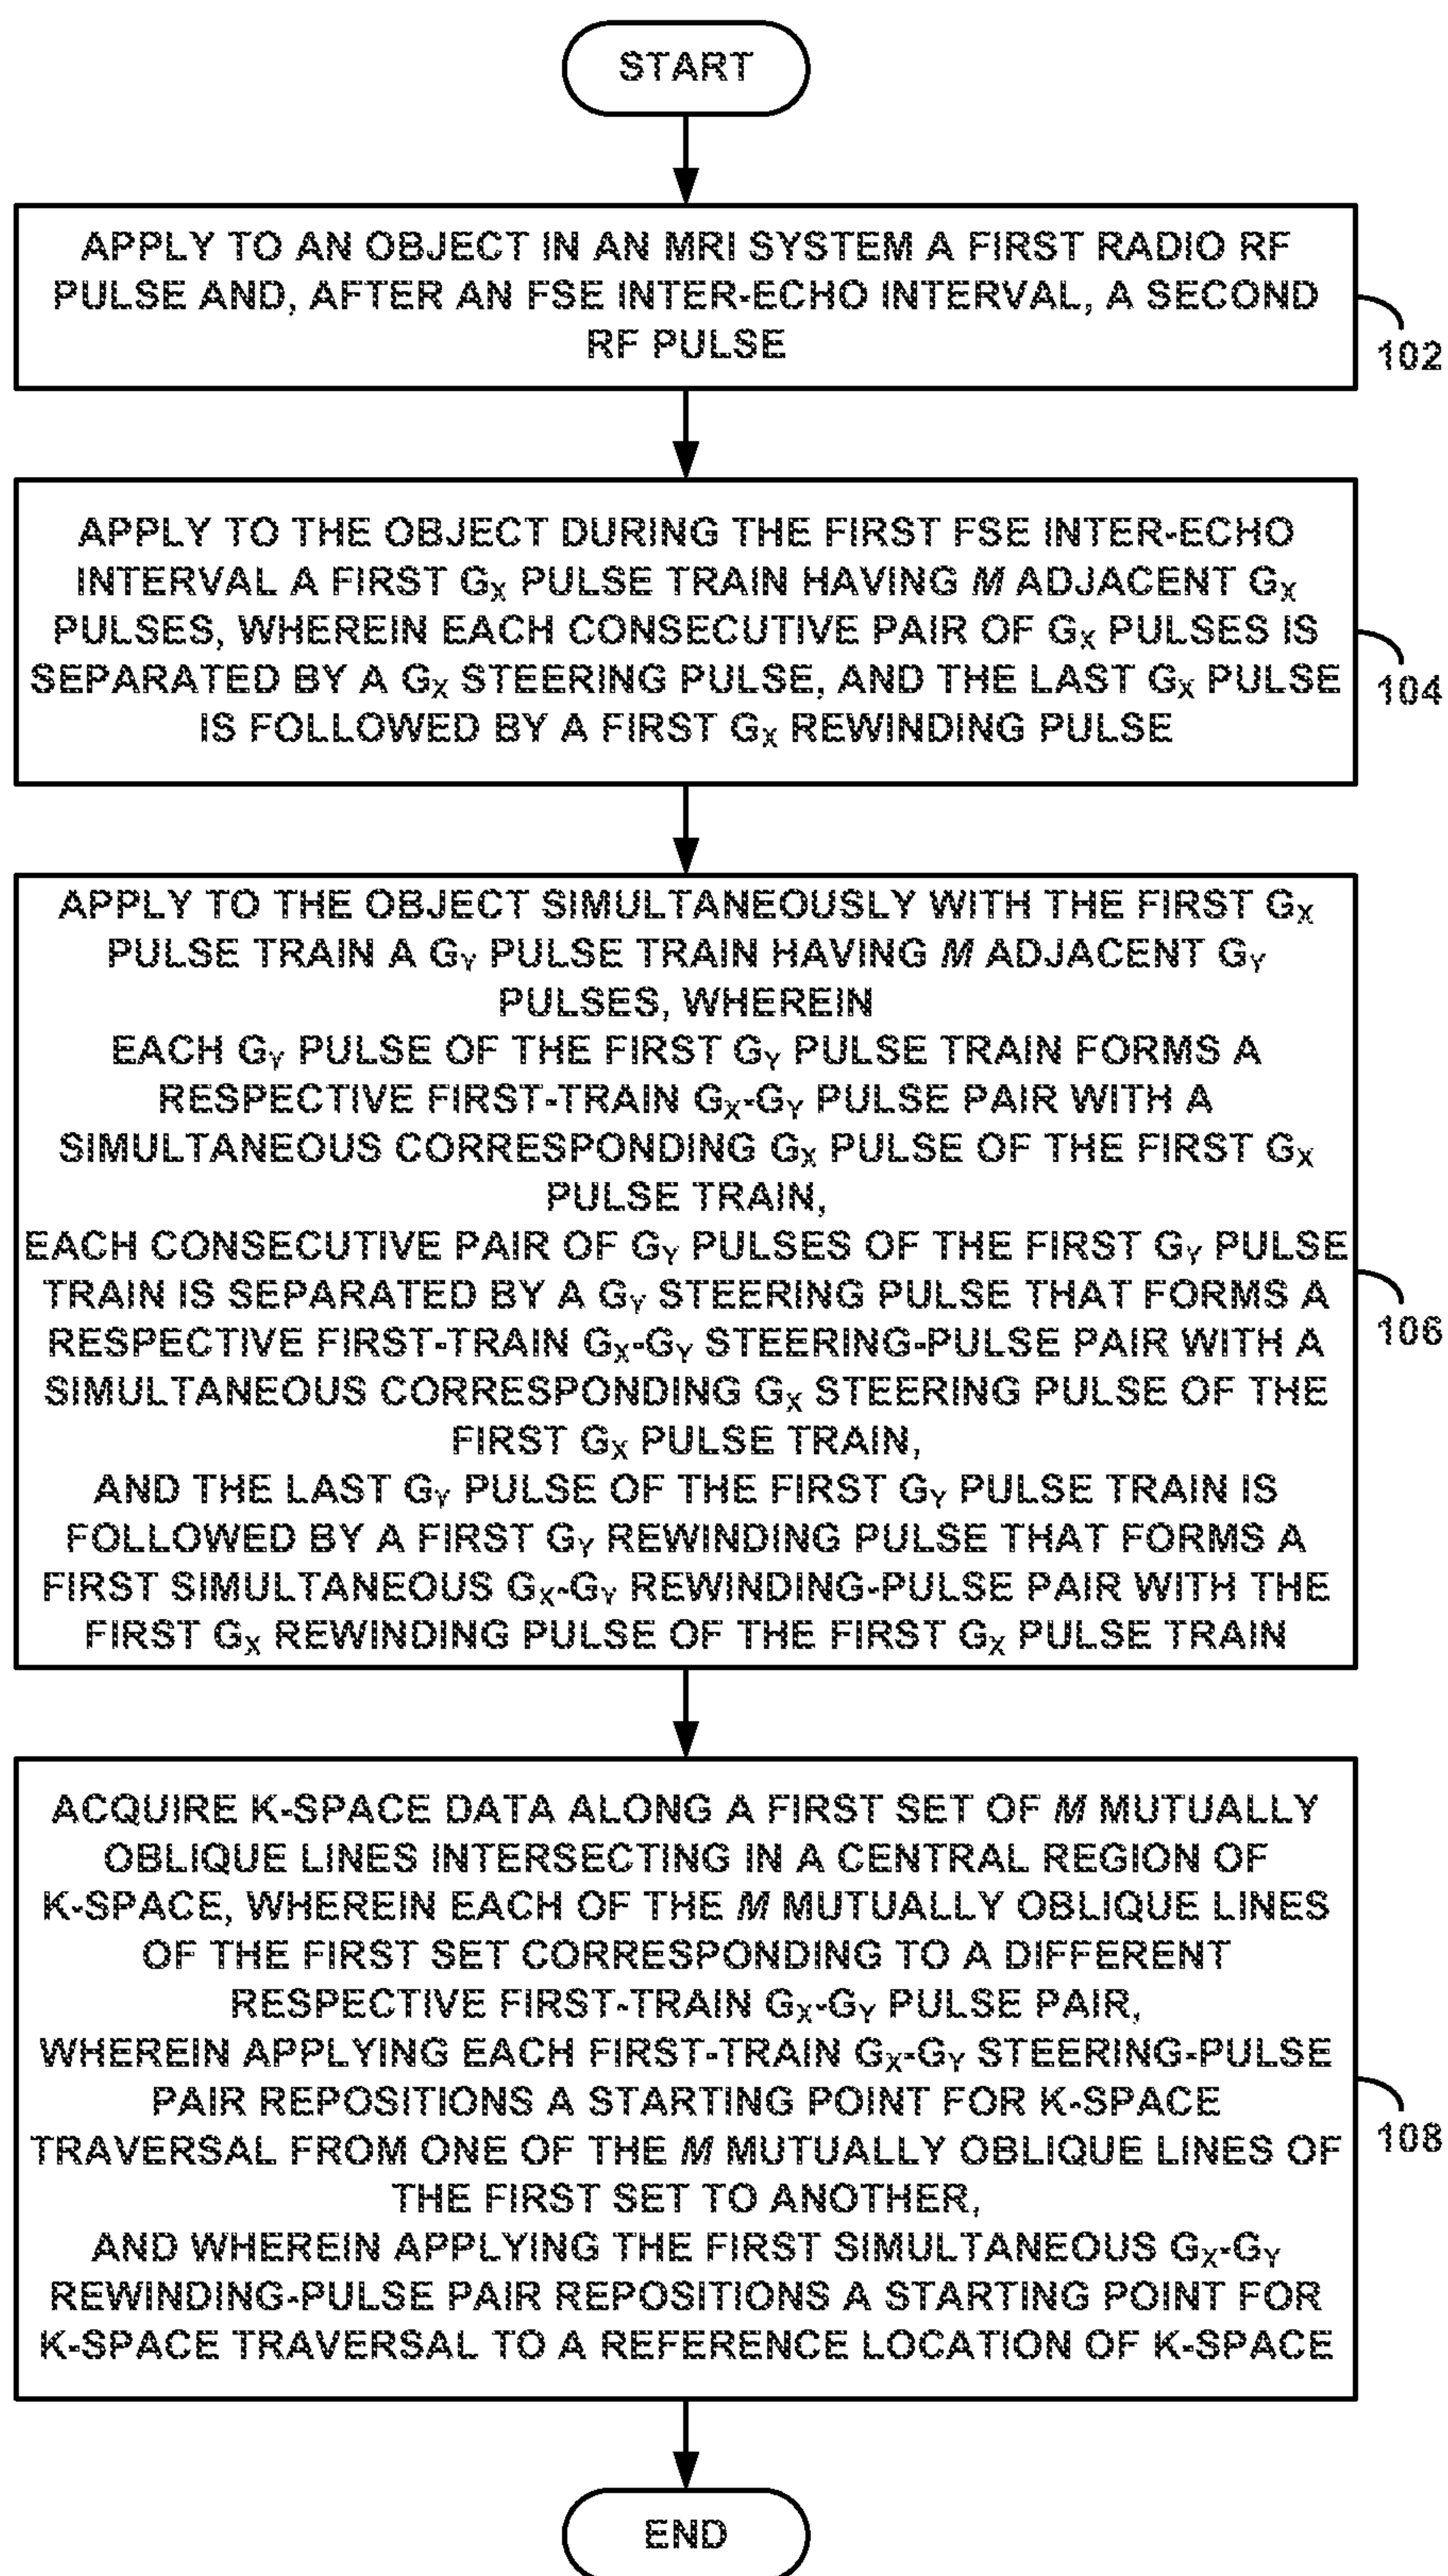 START
APPLY TO AN OBJECT IN AN MRI SYSTEM A FIRST RADIO RF
PULSE AND, AFTER AN FSE INTER-ECHO INTERVAL, A SECOND
RF PULSE
102
APPLY TO THE OBJECT DURING THE FIRST FSE INTER-ECHO
INTERVAL A FIRST GX PULSE TRAIN HAVING M ADJACENT GX
PULSES, WHEREIN EACH CONSECUTIVE PAIR OF GX PULSES IS
SEPARATED BY A GX STEERING PULSE, AND THE LAST GX PULSE
IS FOLLOWED BY A FIRST GX REWINDING PULSE
104
APPLY TO THE OBJECT SIMULTANEOUSLY WITH THE FIRST GX
PULSE TRAIN A GY PULSE TRAIN HAVING M ADJACENT GY
PULSES, WHEREIN
EACH GY PULSE OF THE FIRST GY PULSE TRAIN FORMS A
RESPECTIVE FIRST-TRAIN GX-GY PULSE PAIR WITH A
SIMULTANEOUS CORRESPONDING GX PULSE OF THE FIRST GX
PULSE TRAIN,
EACH CONSECUTIVE PAIR OF GY PULSES OF THE FIRST GY PULSE
TRAIN IS SEPARATED BY A GY STEERING PULSE THAT FORMS A
RESPECTIVE FIRST-TRAIN GX-GY STEERING-PULSE PAIR WITH A
SIMULTANEOUS CORRESPONDING GX STEERING PULSE OF THE
FIRST GX PULSE TRAIN,
AND THE LAST GY PULSE OF THE FIRST GY PULSE TRAIN IS
FOLLOWED BY A FIRST GY REWINDING PULSE THAT FORMS A
FIRST SIMULTANEOUS GX-GY REWINDING-PULSE PAIR WITH THE
FIRST GX REWINDING PULSE OF THE FIRST GX PULSE TRAIN
106
ACQUIRE K-SPACE DATA ALONG A FIRST SET OF M MUTUALLY
OBLIQUE LINES INTERSECTING IN A CENTRAL REGION OF
K-SPACE, WHEREIN EACH OF THE M MUTUALLY OBLIQUE LINES
OF THE FIRST SET CORRESPONDING TO A DIFFERENT
RESPECTIVE FIRST-TRAIN GX-GY PULSE PAIR,
WHEREIN APPLYING EACH FIRST-TRAIN GX-GY STEERING-PULSE
PAIR REPOSITIONS A STARTING POINT FOR K-SPACE
TRAVERSAL FROM ONE OF THE M MUTUALLY OBLIQUE LINES OF
THE FIRST SET TO ANOTHER,
AND WHEREIN APPLYING THE FIRST SIMULTANEOUS GX-GY
REWINDING-PULSE PAIR REPOSITIONS A STARTING POINT FOR
K-SPACE TRAVERSAL TO A REFERENCE LOCATION OF K-SPACE
108
END